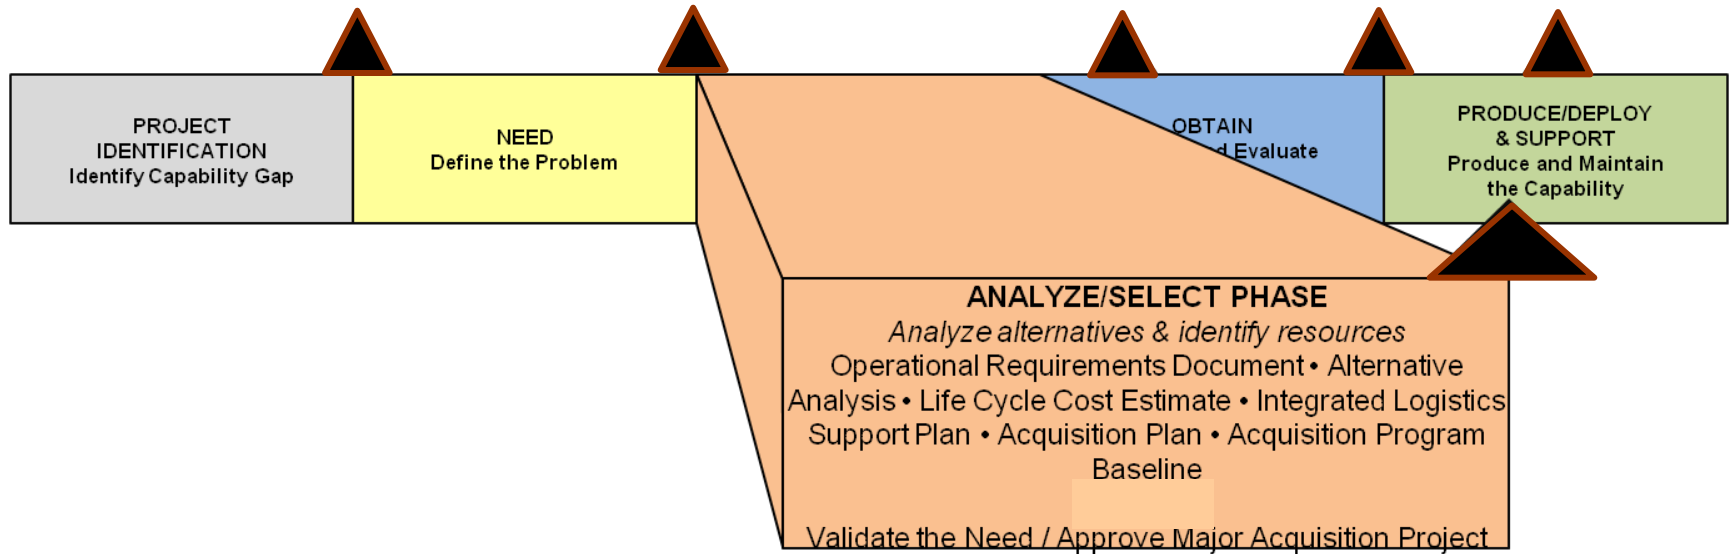 PROJECT
IDENTIFICATION
Identify Capability Gap
NEED
Define the Problem
OBTAIN
Evaluate
PRODUCE/DEPLOY
& SUPPORT
Produce and Maintain
the Capability
ANALYZE/SELECT PHASE
Analyze alternatives & identify resources
Operational Requirements Document • Alternative
Analysis • Life Cycle Cost Estimate • Integrated Logistics
Support Plan • Acquisition Plan • Acquisition Program
Baseline
Validate the Need / Approve Major Acquisition Project